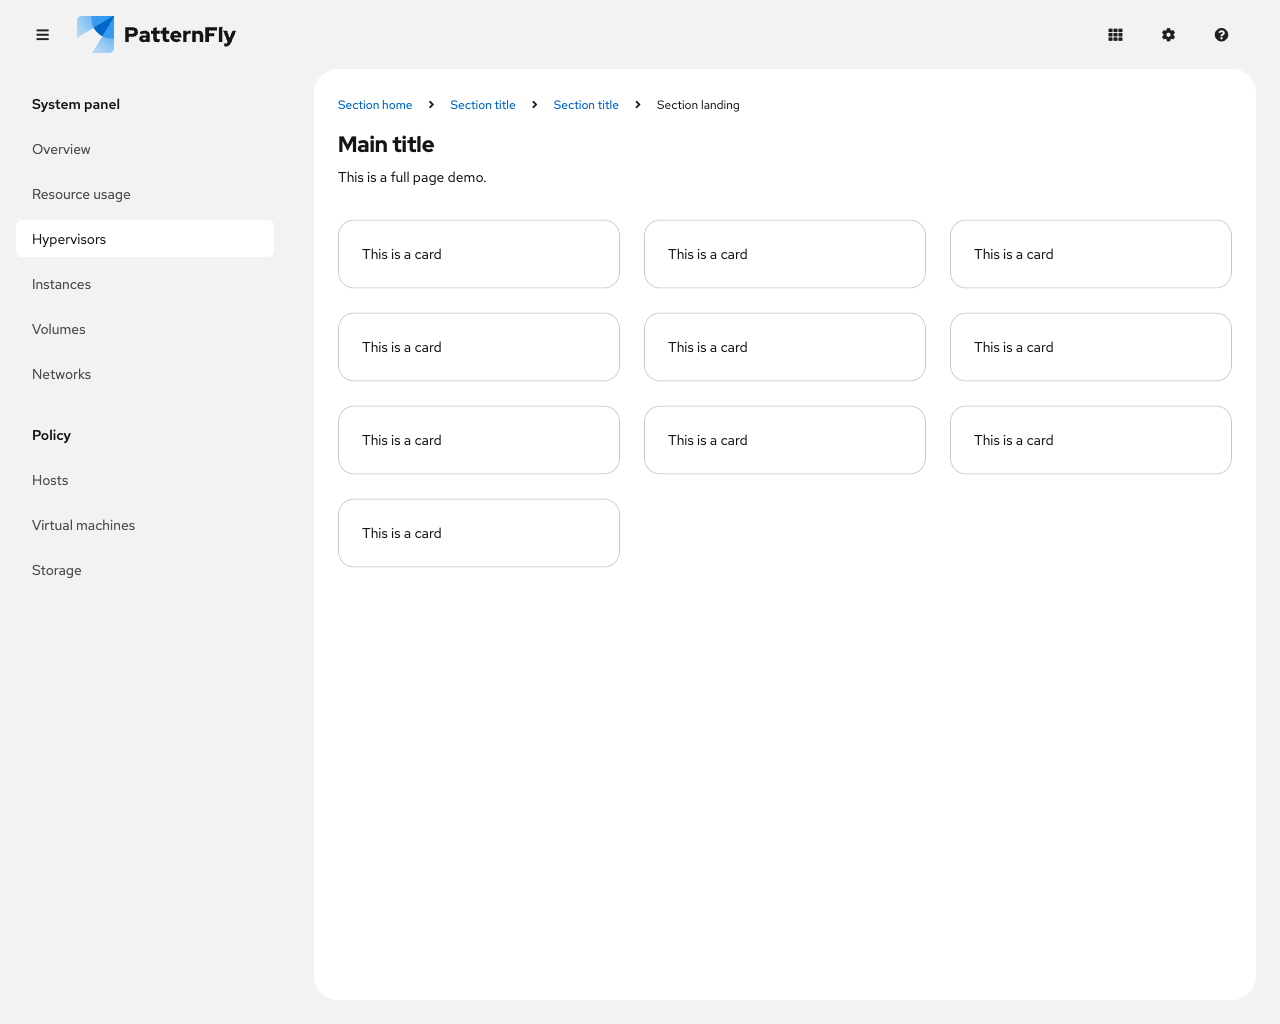 PatternFly
System panel
Overview
Resource usage
Hypervisors
Instances
Volumes
Networks
Policy
Hosts
Virtual machines
Storage
Section home Section title Section title Section landing
Main title
This is a full page demo.
This is a card This is a card This is a card
This is a card This is a card This is a card
This is a card This is a card This is a card
This is a card